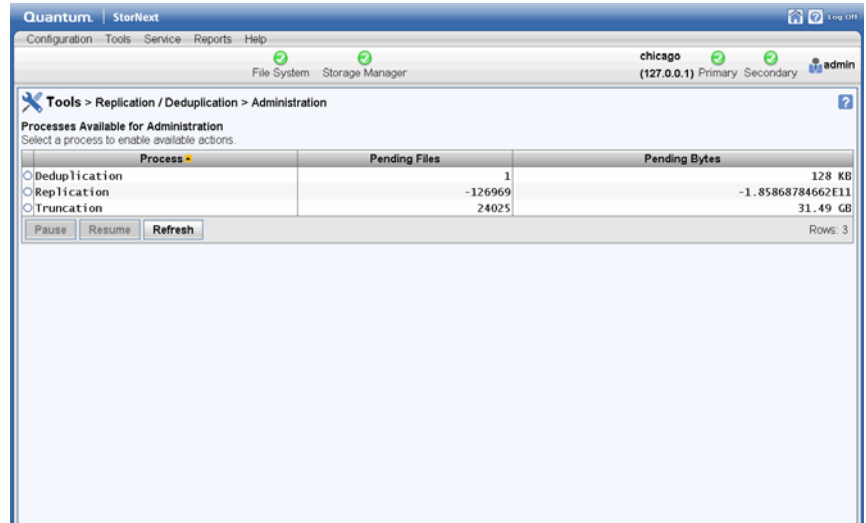 Quantum. StorNext Log Off
Configuration Tools Service Reports Help
File System Storage Manager
chicago
(127.0.0.1) Primary Secondary admin
Tools > Replication / Deduplication > Administration
Processes Available for Administration
Select a process to enable available actions.
Process Pending Files Pending Bytes
Deduplication 1 128 KB
Replication -126969 -1.85868784662E11
Truncation 24025 31.49 GB
Pause Resume Refresh Rows: 3